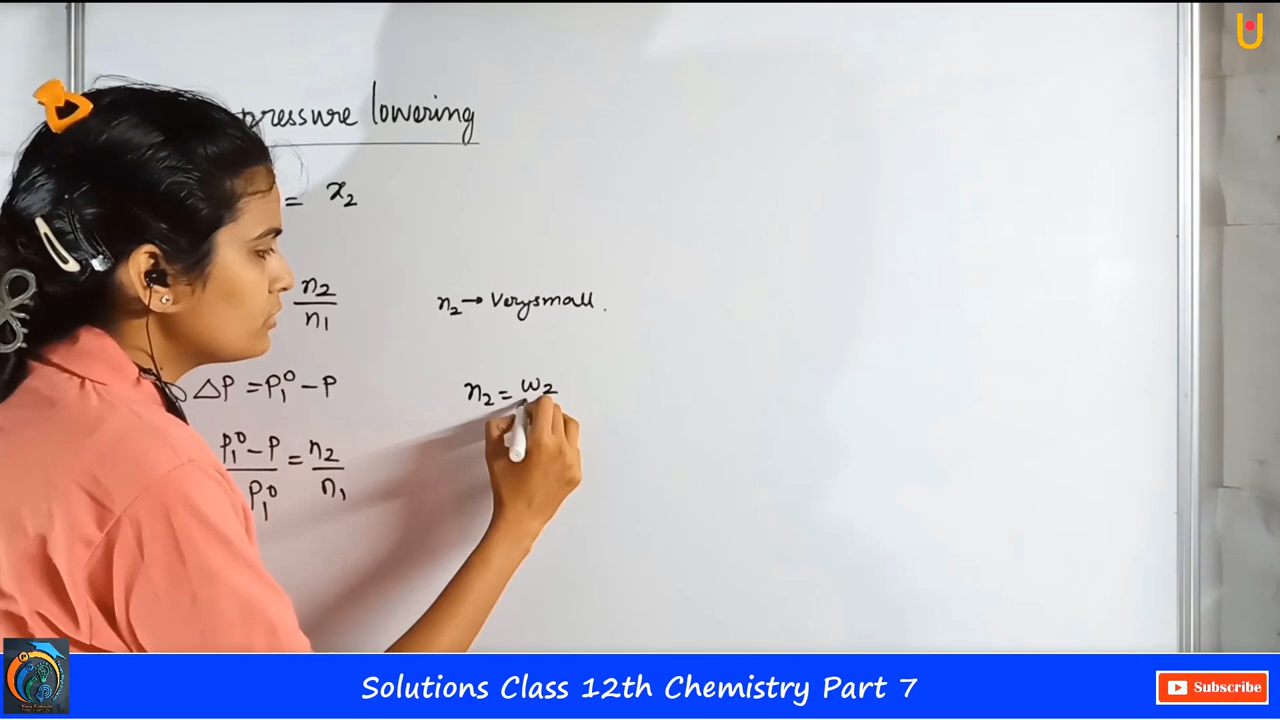 pressure lowering
= x₂
n₂/n₁
n₂ → Very small .
ΔP = P₁⁰ – P
n₂ = w₂
P₁⁰ – P / P₁⁰ = n₂/n₁
Solutions Class 12th Chemistry Part 7
Subscribe